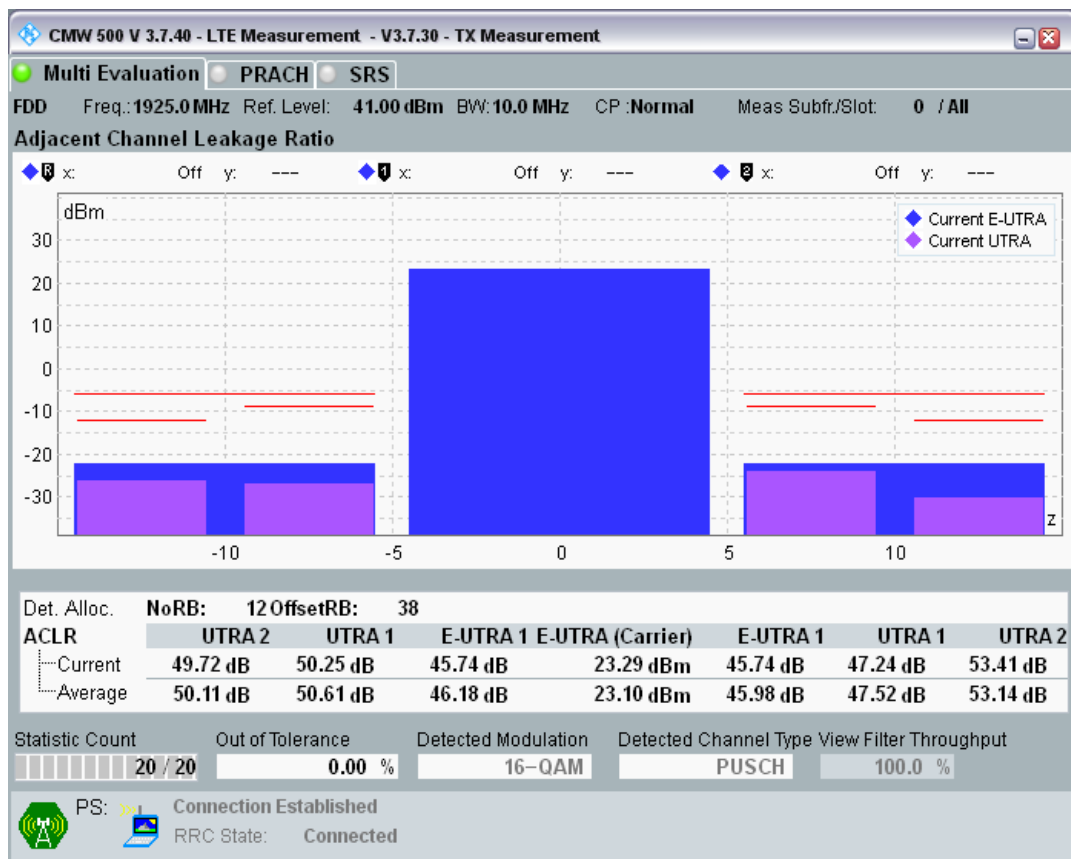 CMW 500 V 3.7.40 - LTE Measurement - V3.7.30 - TX Measurement
Multi Evaluation PRACH SRS
FDD Freq.:1925.0 MHz Ref. Level: 41.00 dBm BW:10.0 MHz CP :Normal Meas Subfr./Slot: 0 / All
Adjacent Channel Leakage Ratio
R x: Off y: --- 1 x: Off y: --- 2 x: Off y: ---
dBm
Current E-UTRA
Current UTRA
30
20
10
0
-10
-20
-30
z
-10 -5 0 5 10
Det. Alloc. NoRB: 12 OffsetRB: 38
ACLR UTRA 2 UTRA 1 E-UTRA 1 E-UTRA (Carrier) E-UTRA 1 UTRA 1 UTRA 2
Current 49.72 dB 50.25 dB 45.74 dB 23.29 dBm 45.74 dB 47.24 dB 53.41 dB
Average 50.11 dB 50.61 dB 46.18 dB 23.10 dBm 45.98 dB 47.52 dB 53.14 dB
Statistic Count Out of Tolerance Detected Modulation Detected Channel Type View Filter Throughput
20 / 20 0.00 % 16-QAM PUSCH 100.0 %
PS: Connection Established
RRC State: Connected